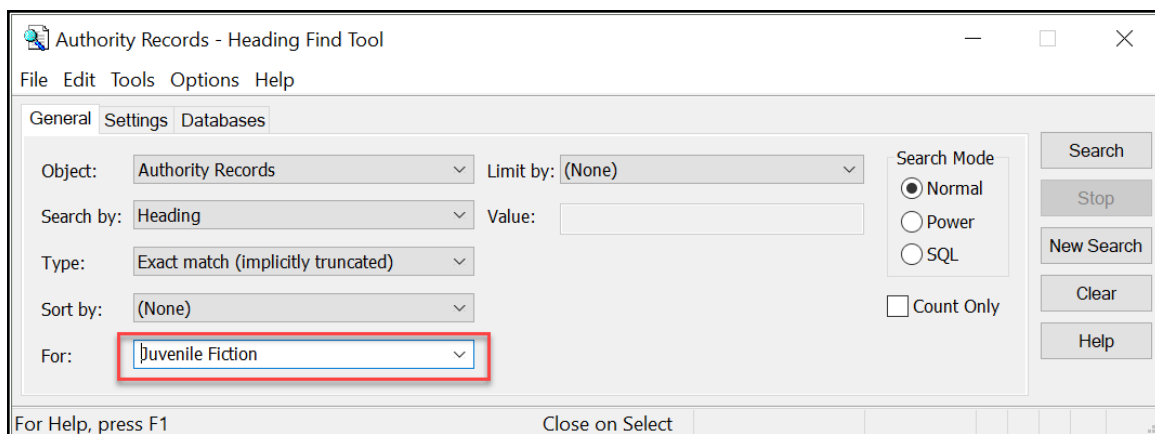 Authority Records - Heading Find Tool
File Edit Tools Options Help
General Settings Databases
Object: Authority Records Limit by: (None)
Search by: Heading Value:
Type: Exact match (implicitly truncated)
Sort by: (None)
For: Juvenile Fiction
Search Mode
Normal
Power
SQL
Count Only
Search
Stop
New Search
Clear
Help
For Help, press F1 Close on Select